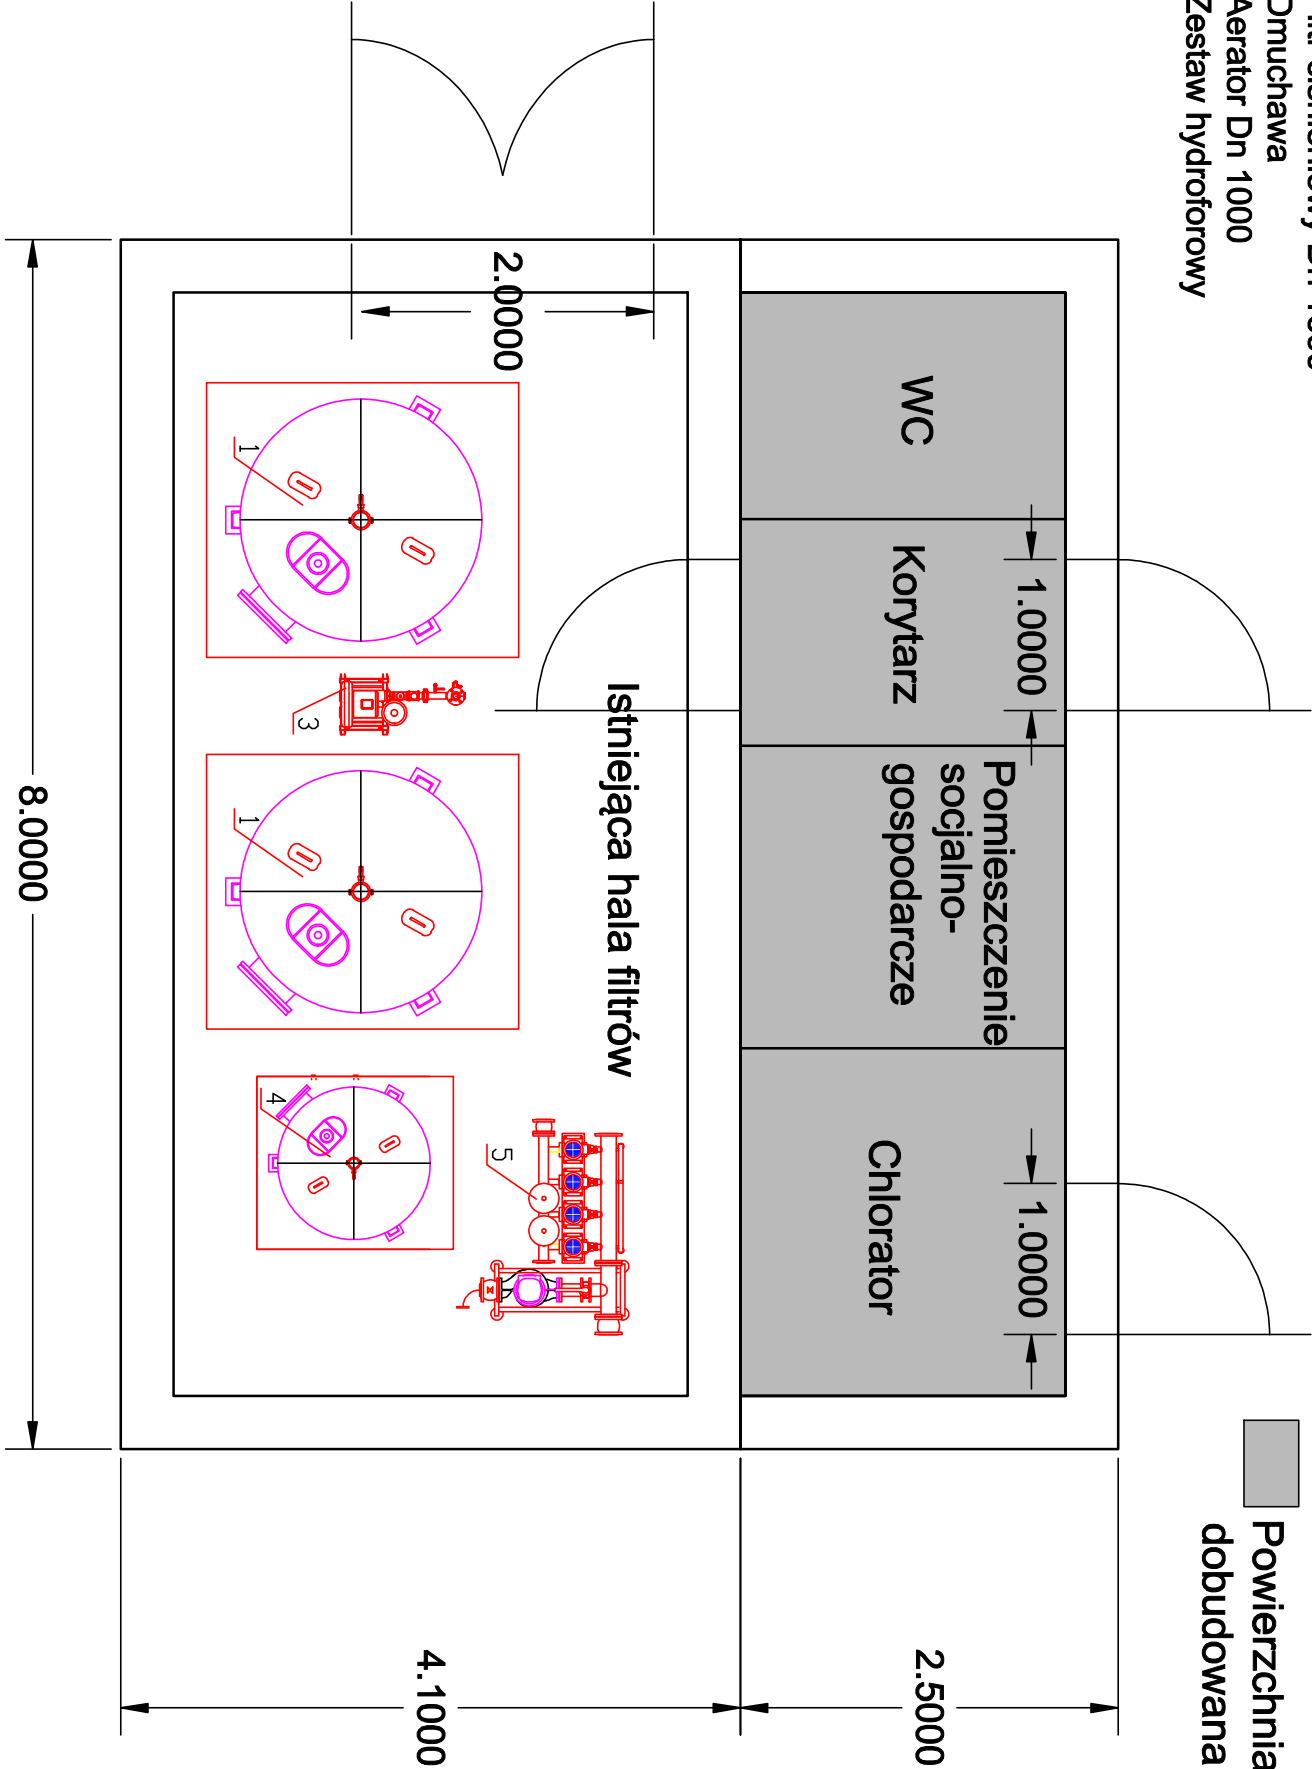 Dmuchawa
Aerator Dn 1000
Zestaw hydroforowy
Powierzchnia
dobudowana
WC
Korytarz
Pomieszczenie
socjalno-
gospodarcze
Chlorator
1.0000
1.0000
2.0000
Istniejąca hala filtrów
1
3
1
4
5
8.0000
4.1000
2.5000